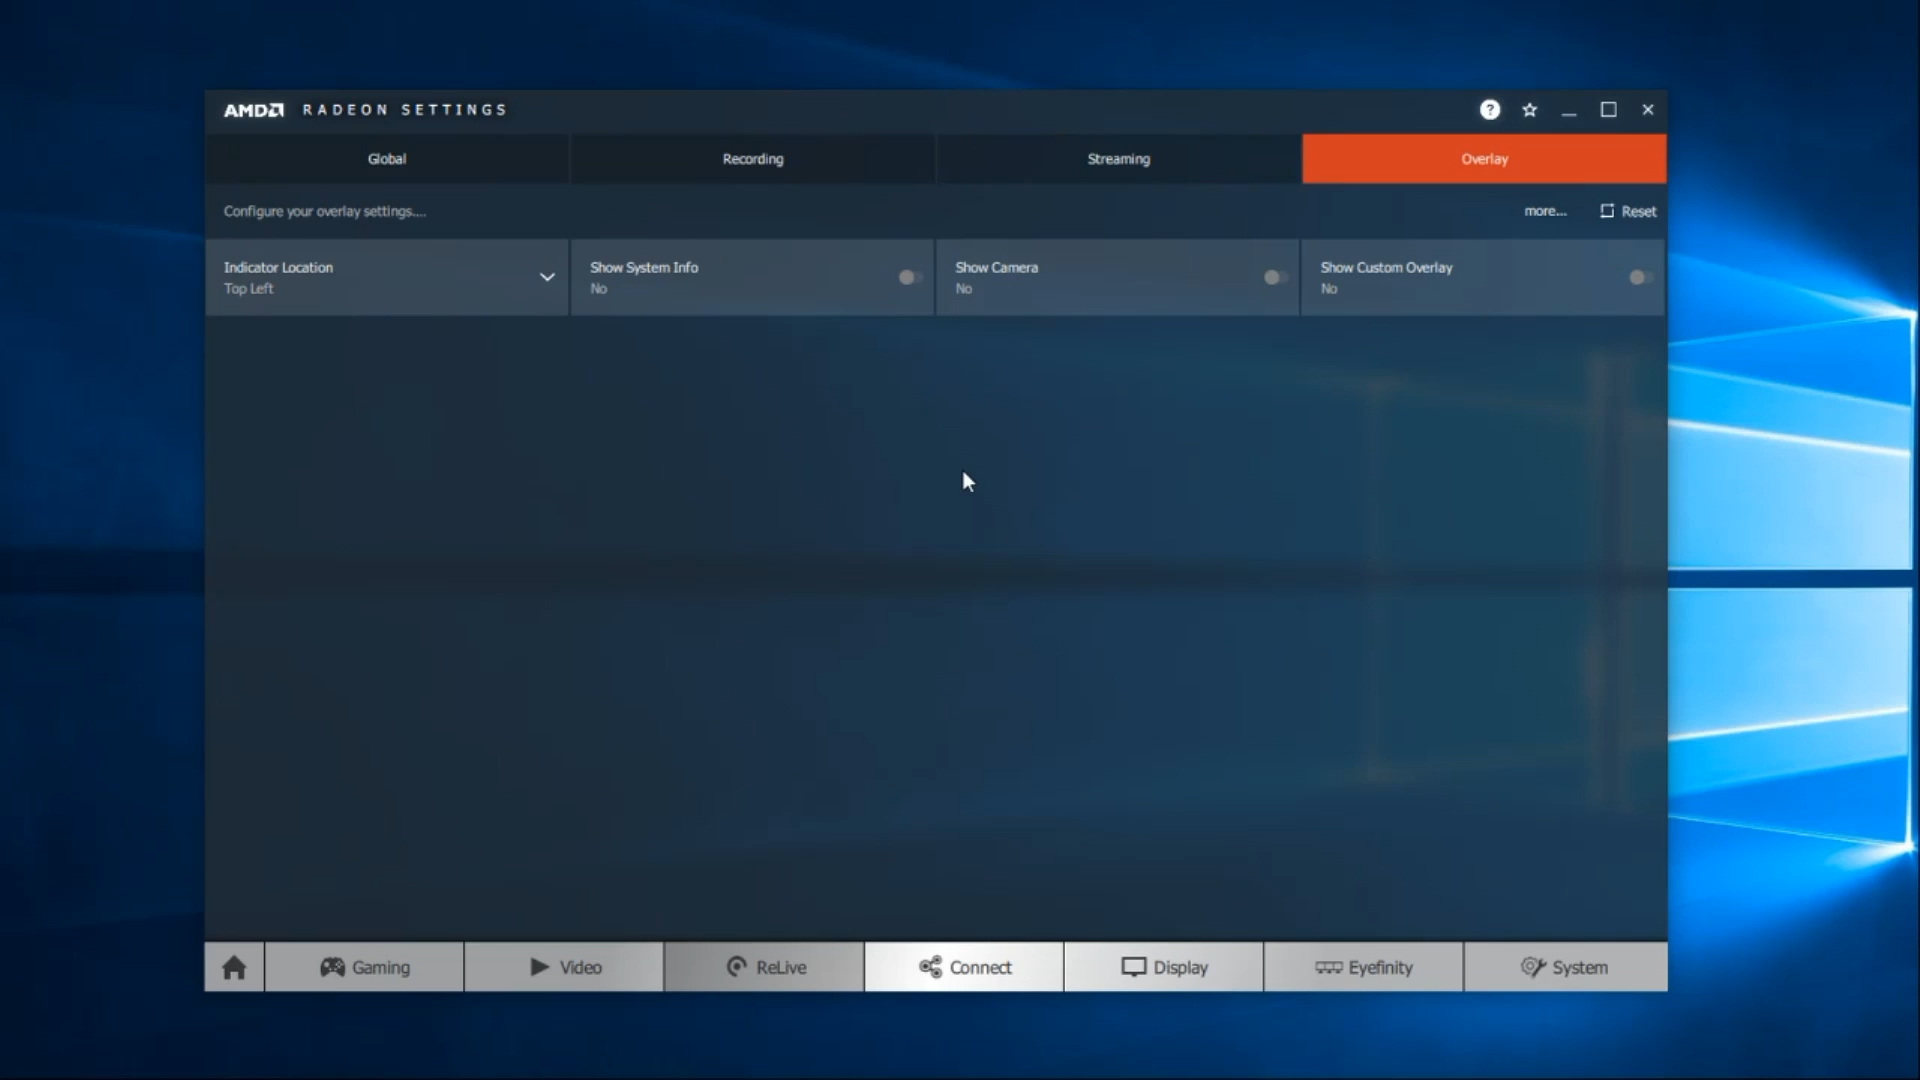 AMD RADEON SETTINGS ?
Global Recording Streaming Overlay
Configure your overlay settings.... more... Reset
Indicator Location Show System Info Show Camera Show Custom Overlay
Top Left No No No
Gaming Video ReLive Connect Display Eyefinity System